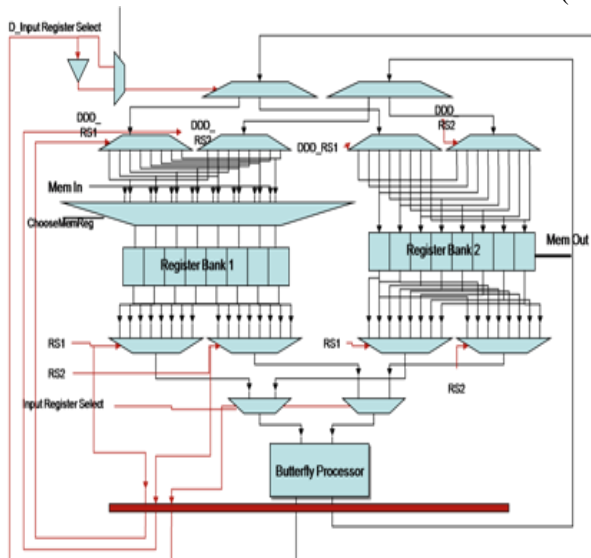 (
D_Input Register Select
DDD_
RS1
DDD_
RS2
DDD_RS1
DDD_
RS2
Mem In
ChooseMemReg
Register Bank 1
Register Bank 2
Mem Out
RS1
RS2
RS1
RS2
Input Register Select
Butterfly Processor